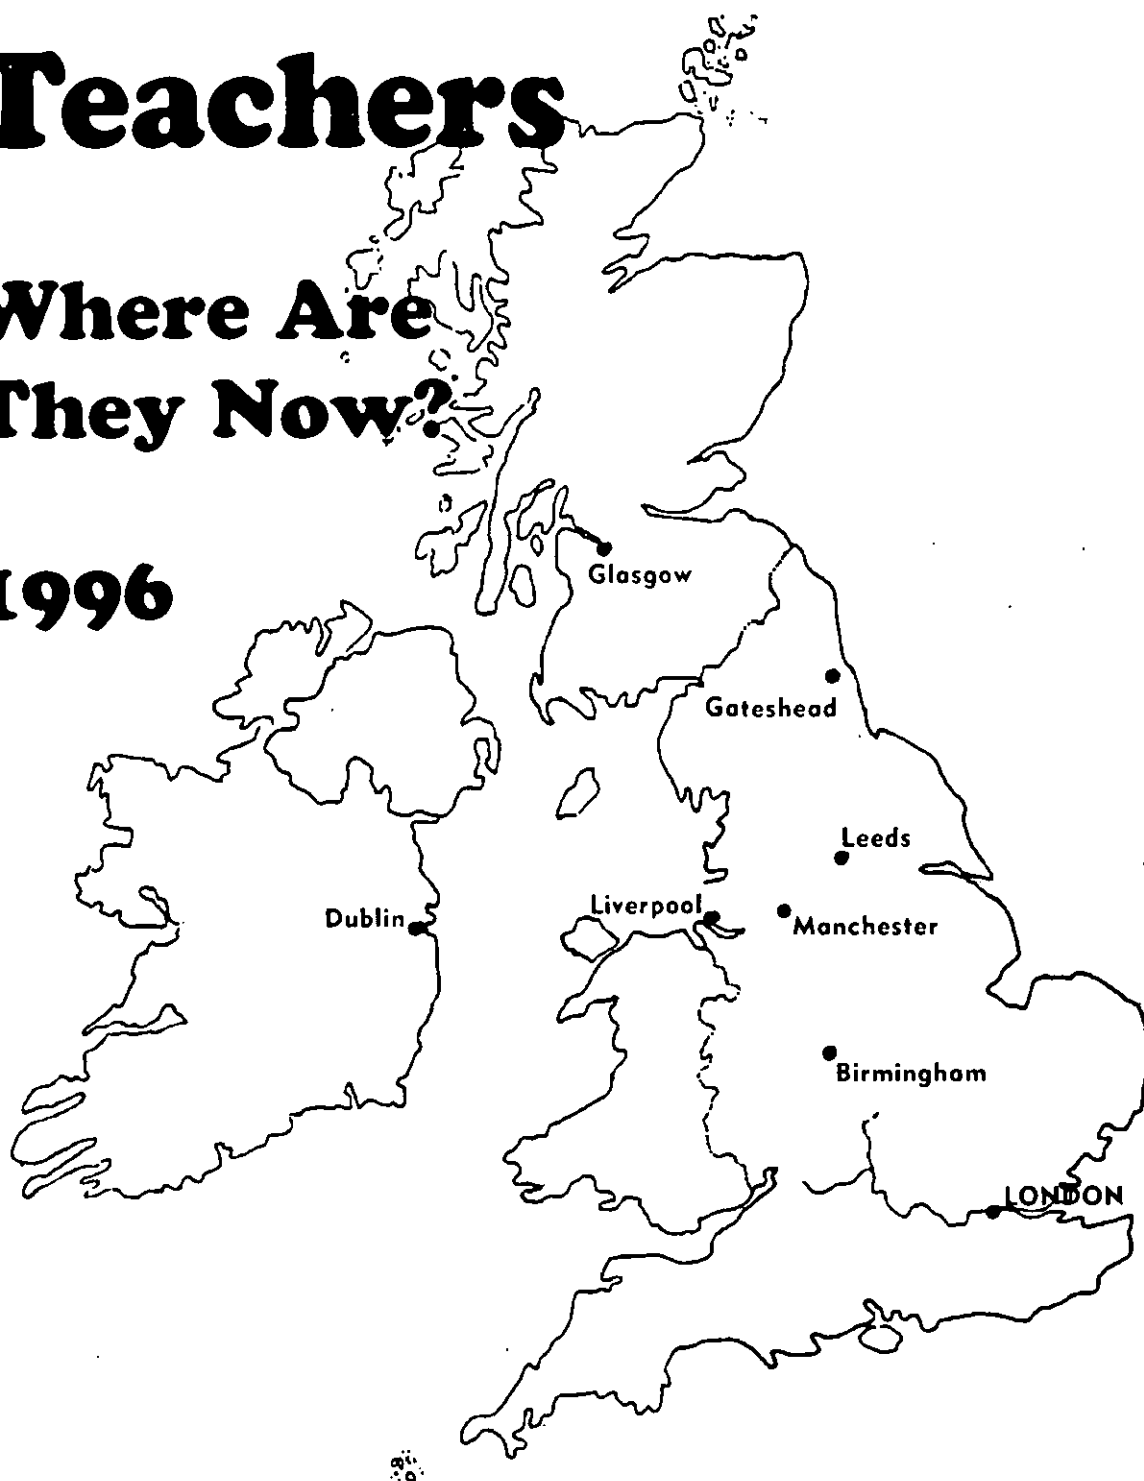 Teachers
Where Are
They Now?
1996
Glasgow
Gateshead
Leeds
Liverpool
Manchester
Dublin
Birmingham
LONDON